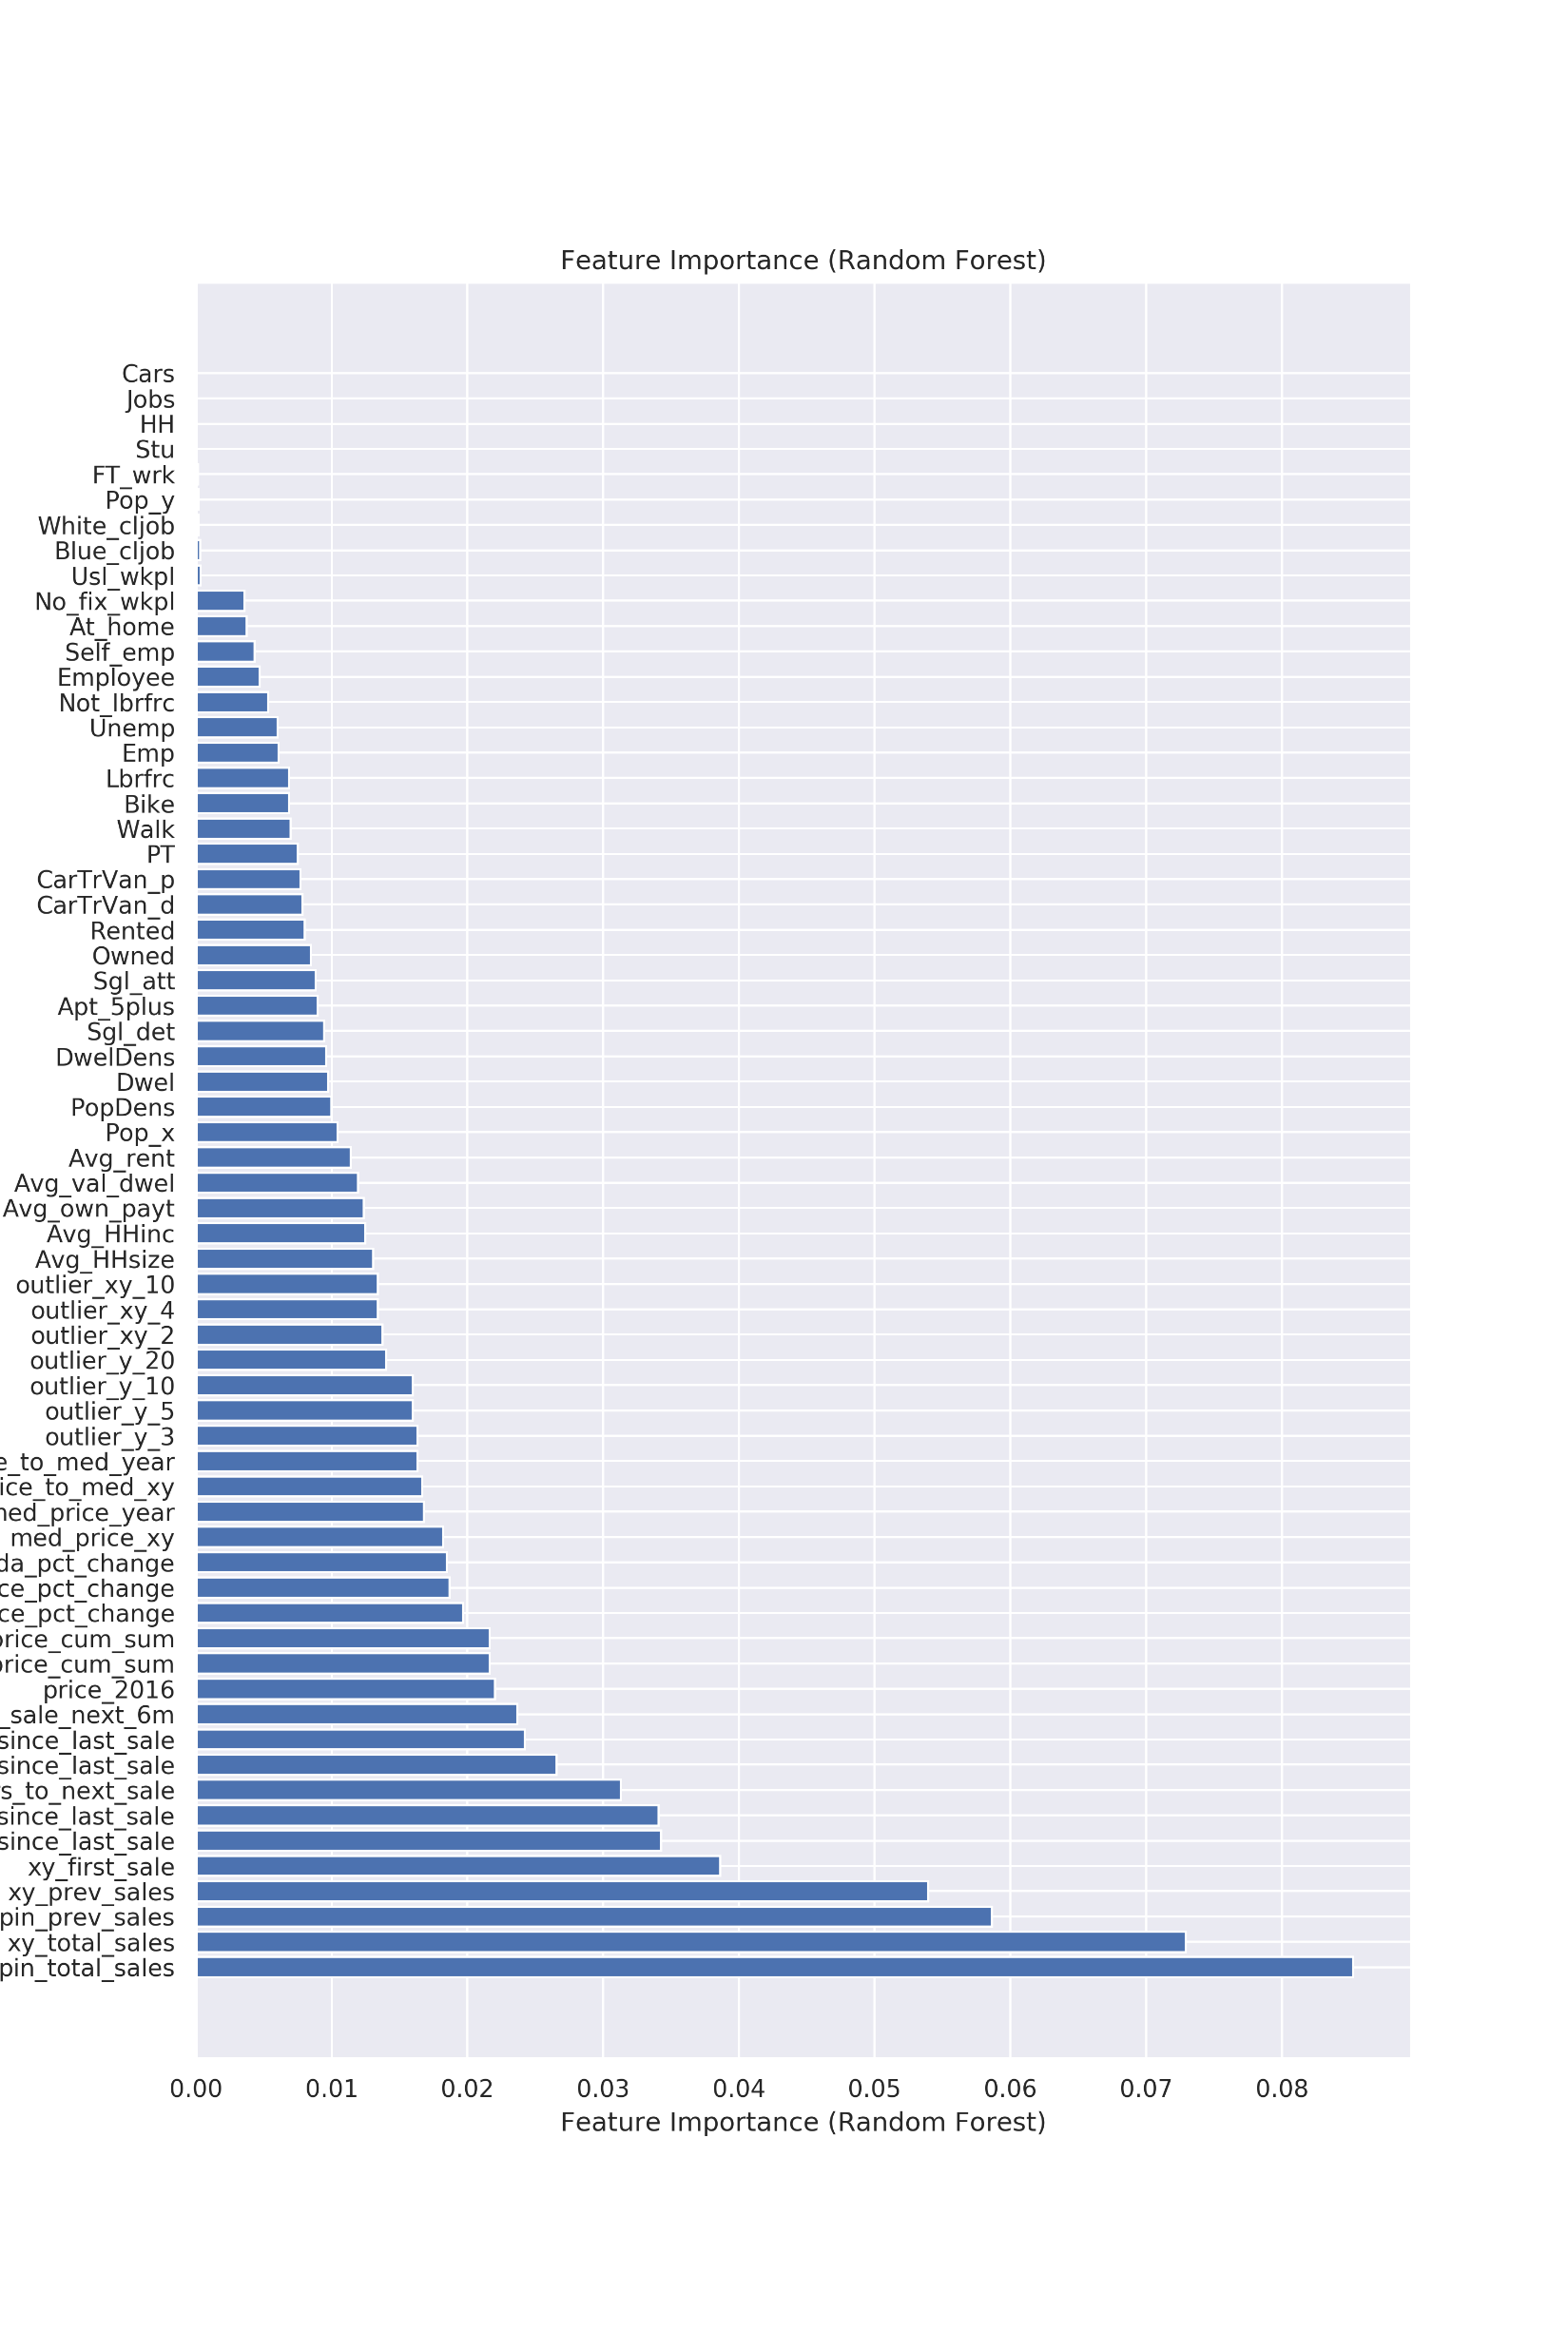 Feature Importance (Random Forest)
Cars
Jobs
HH
Stu
FT_wrk
Pop_y
White_cljob
Blue_cljob
Usl_wkpl
No_fix_wkpl
At_home
Self_emp
Employee
Not_lbrfrc
Unemp
Emp
Lbrfrc
Bike
Walk
PT
CarTrVan_p
CarTrVan_d
Rented
Owned
Sgl_att
Apt_5plus
Sgl_det
DwelDens
Dwel
PopDens
Pop_x
Avg_rent
Avg_val_dwel
Avg_own_payt
Avg_HHinc
Avg_HHsize
outlier_xy_10
outlier_xy_4
outlier_xy_2
outlier_y_20
outlier_y_10
outlier_y_5
outlier_y_3
e_to_med_year
ice_to_med_xy
med_price_year
med_price_xy
da_pct_change
ce_pct_change
ce_pct_change
price_cum_sum
price_cum_sum
price_2016
_sale_next_6m
since_last_sale
since_last_sale
s_to_next_sale
since_last_sale
since_last_sale
xy_first_sale
xy_prev_sales
pin_prev_sales
xy_total_sales
pin_total_sales
0.00 0.01 0.02 0.03 0.04 0.05 0.06 0.07 0.08
Feature Importance (Random Forest)